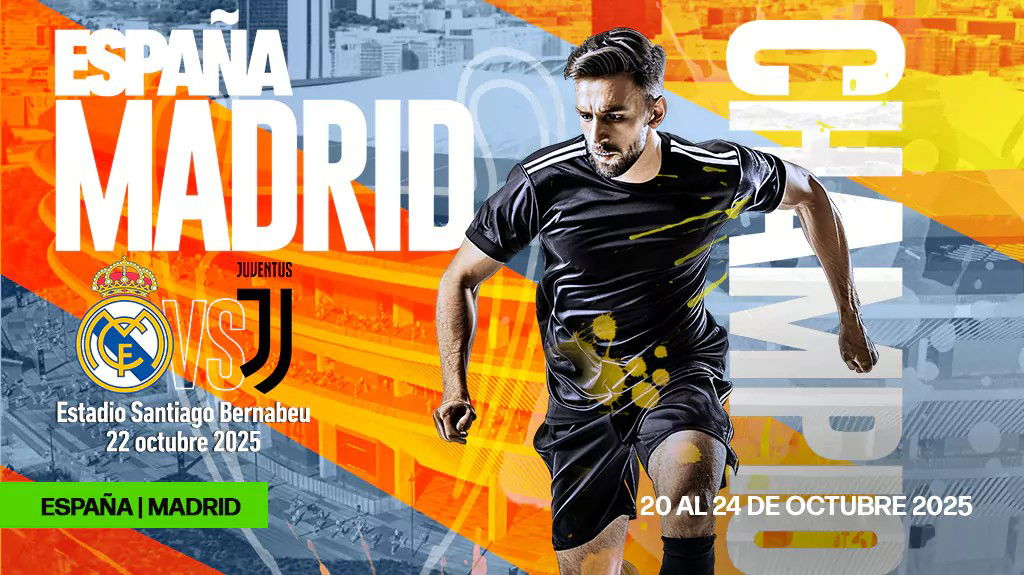 ESPAÑA
MADRID
JUVENTUS
VS
Estadio Santiago Bernabeu
22 octubre 2025
ESPAÑA | MADRID
CHAMPIO
20 AL 24 DE OCTUBRE 2025